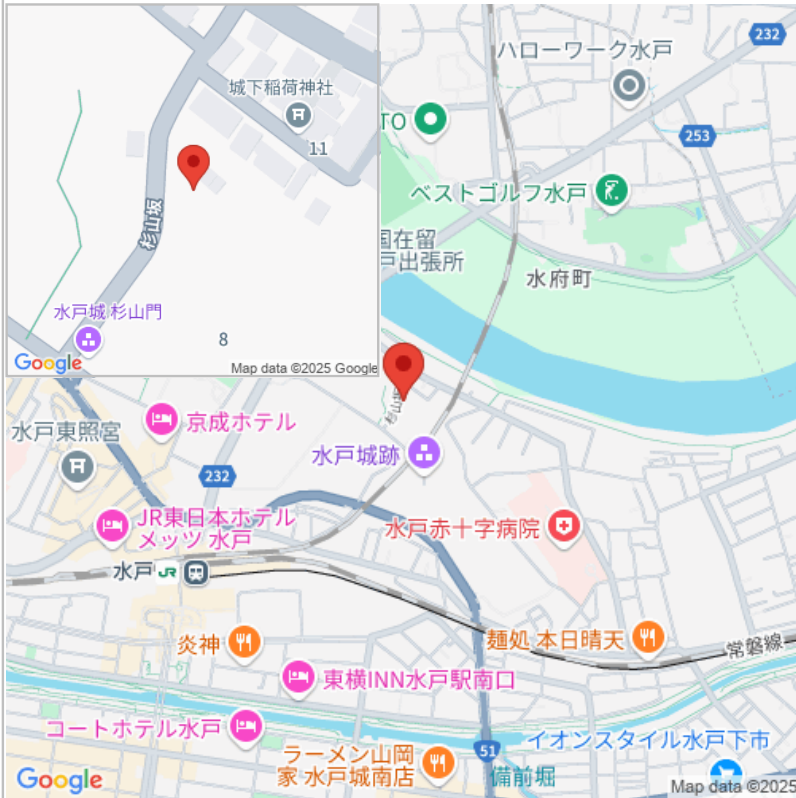 232
ハローワーク水戸
城下稲荷神社
11
TO
253
ベストゴルフ水戸
杉山坂
国在留
戸出張所
水府町
水戸城 杉山門
8
Google
Map data ©2025 Google
京成ホテル
水戸東照宮
水戸城跡
232
JR東日本ホテル
メッツ 水戸
水戸赤十字病院
水戸
JR
炎神
麺処 本日晴天
常磐線
東横INN水戸駅南口
コートホテル水戸
51
イオンスタイル水戸下市
ラーメン山岡
家 水戸城南店
備前堀
Google
Map data ©2025